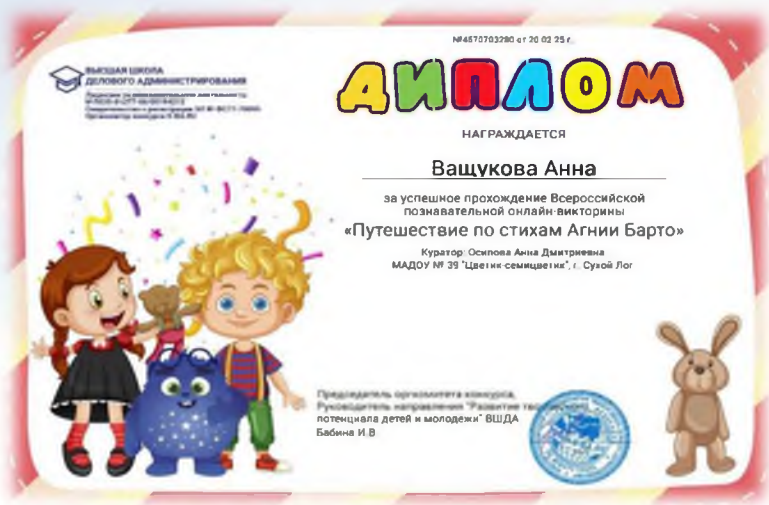 №4670703280 от 20 02 25 г.
ВЫСШАЯ ШКОЛА
ДЕЛОВОГО АДМИНИСТРИРОВАНИЯ
ДИПЛОМ
НАГРАЖДАЕТСЯ
Ващукова Анна
за успешное прохождение Всероссийской
познавательной онлайн-викторины
«Путешествие по стихам Агнии Барто»
Куратор: Осипова Анна Дмитриевна
МАДОУ № 39 "Цветик-семицветик", г. Сухой Лог
Председатель оргкомитета конкурса,
Руководитель направления "Развитие творческого
потенциала детей и молодежи" ВШДА
Бабина И.В